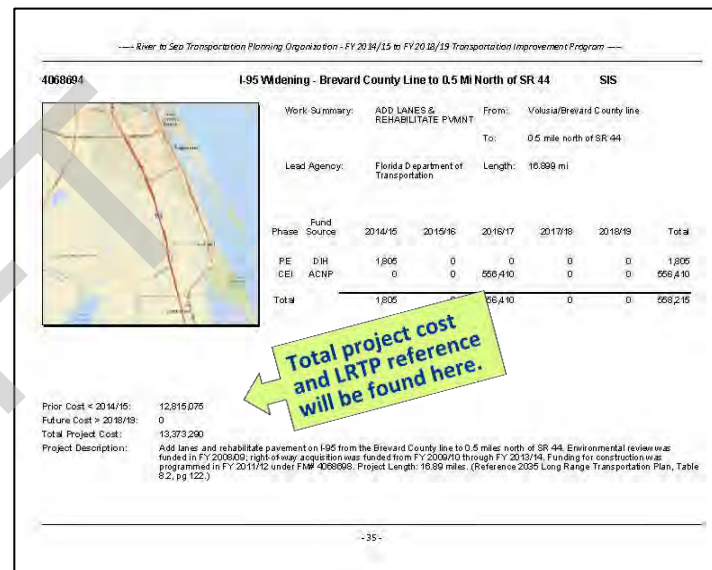 ---- River to Sea Transportation Planning Organization - FY 2014/15 to FY 2018/19 Transportation Improvement Program ----
4068694 I-95 Widening - Brevard County Line to 0.5 Mi North of SR 44 SIS
Work Summary: ADD LANES & REHABILITATE PVMNT From: Volusia/Brevard County line
To: 0.5 mile north of SR 44
Lead Agency: Florida Department of Transportation Length: 16.899 mi
Phase Fund Source 2014/15 2015/16 2016/17 2017/18 2018/19 Total
PE DIH 1,805 0 0 0 0 1,805
CEI ACNP 0 0 556,410 0 0 556,410
Total 1,805 0 556,410 0 0 558,215
Total project cost
and LRTP reference
will be found here.
Prior Cost < 2014/15: 12,815,075
Future Cost > 2018/19: 0
Total Project Cost: 13,373,290
Project Description: Add lanes and rehabilitate pavement on I-95 from the Brevard County line to 0.5 miles north of SR 44. Environmental review was
funded in FY 2008/09; right-of-way acquisition was funded from FY 2009/10 through FY 2013/14. Funding for construction was
programmed in FY 2011/12 under FM# 4068698. Project Length: 16.89 miles. (Reference 2035 Long Range Transportation Plan, Table
8.2, pg 122.)
- 35 -